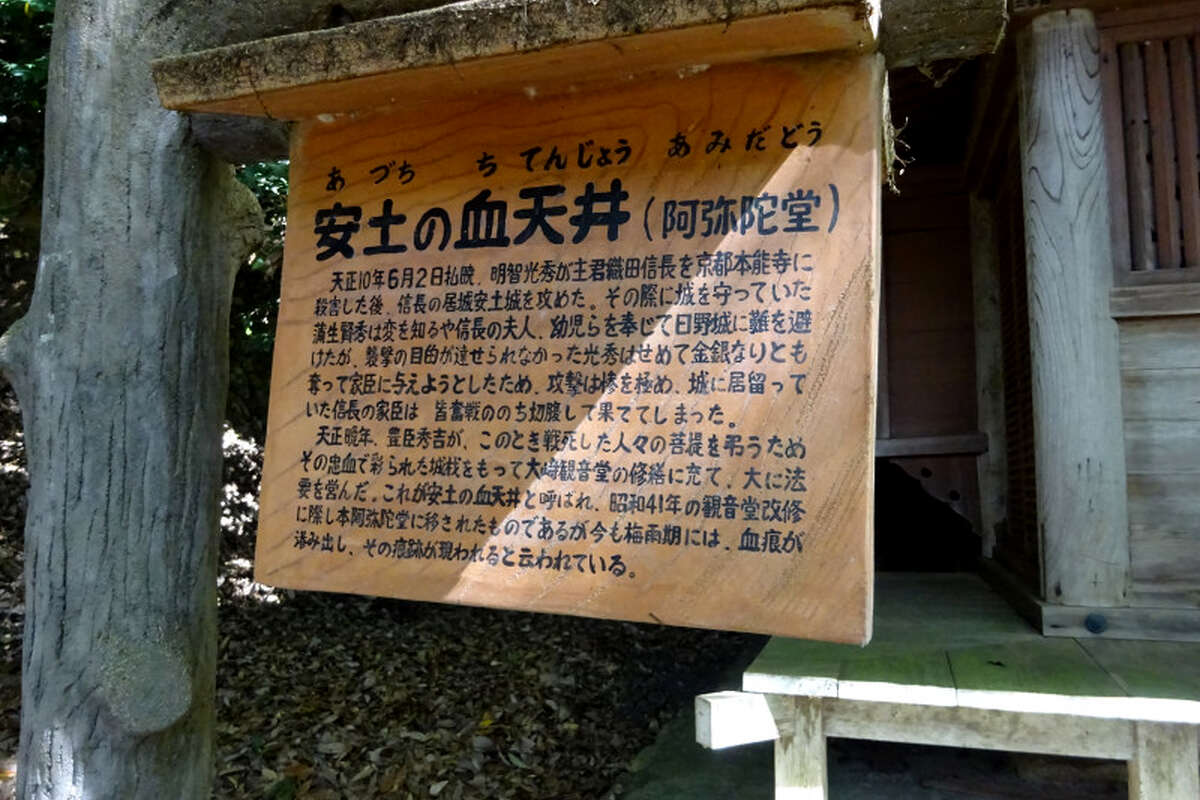 あづち ち てんじょう あみだどう
安土の血天井(阿弥陀堂)
天正10年6月2日払暁、明智光秀が主君織田信長を京都本能寺に
殺害した後、信長の居城安土城を攻めた。その際に城を守っていた
蒲生賢秀は変を知るや信長の夫人、幼児らを奉じて日野城に難を避
けたが、襲撃の目的が達せられなかった光秀はせめて金銀なりとも
奪って家臣に与えようとしたため、攻撃は惨を極め、城に居留って
いた信長の家臣は 皆奮戦ののち切腹して果ててしまった。
天正晩年、豊臣秀吉が、このとき戦死した人々の菩提を弔うため
その忠血で彩られた城桟をもって大崎観音堂の修繕に充て、大に法
要を営んだ。これが安土の血天井と呼ばれ、昭和41年の観音堂改修
に際し本阿弥陀堂に移されたものであるが今も梅雨期には、血痕が
滲み出し、その痕跡が現われると云われている。